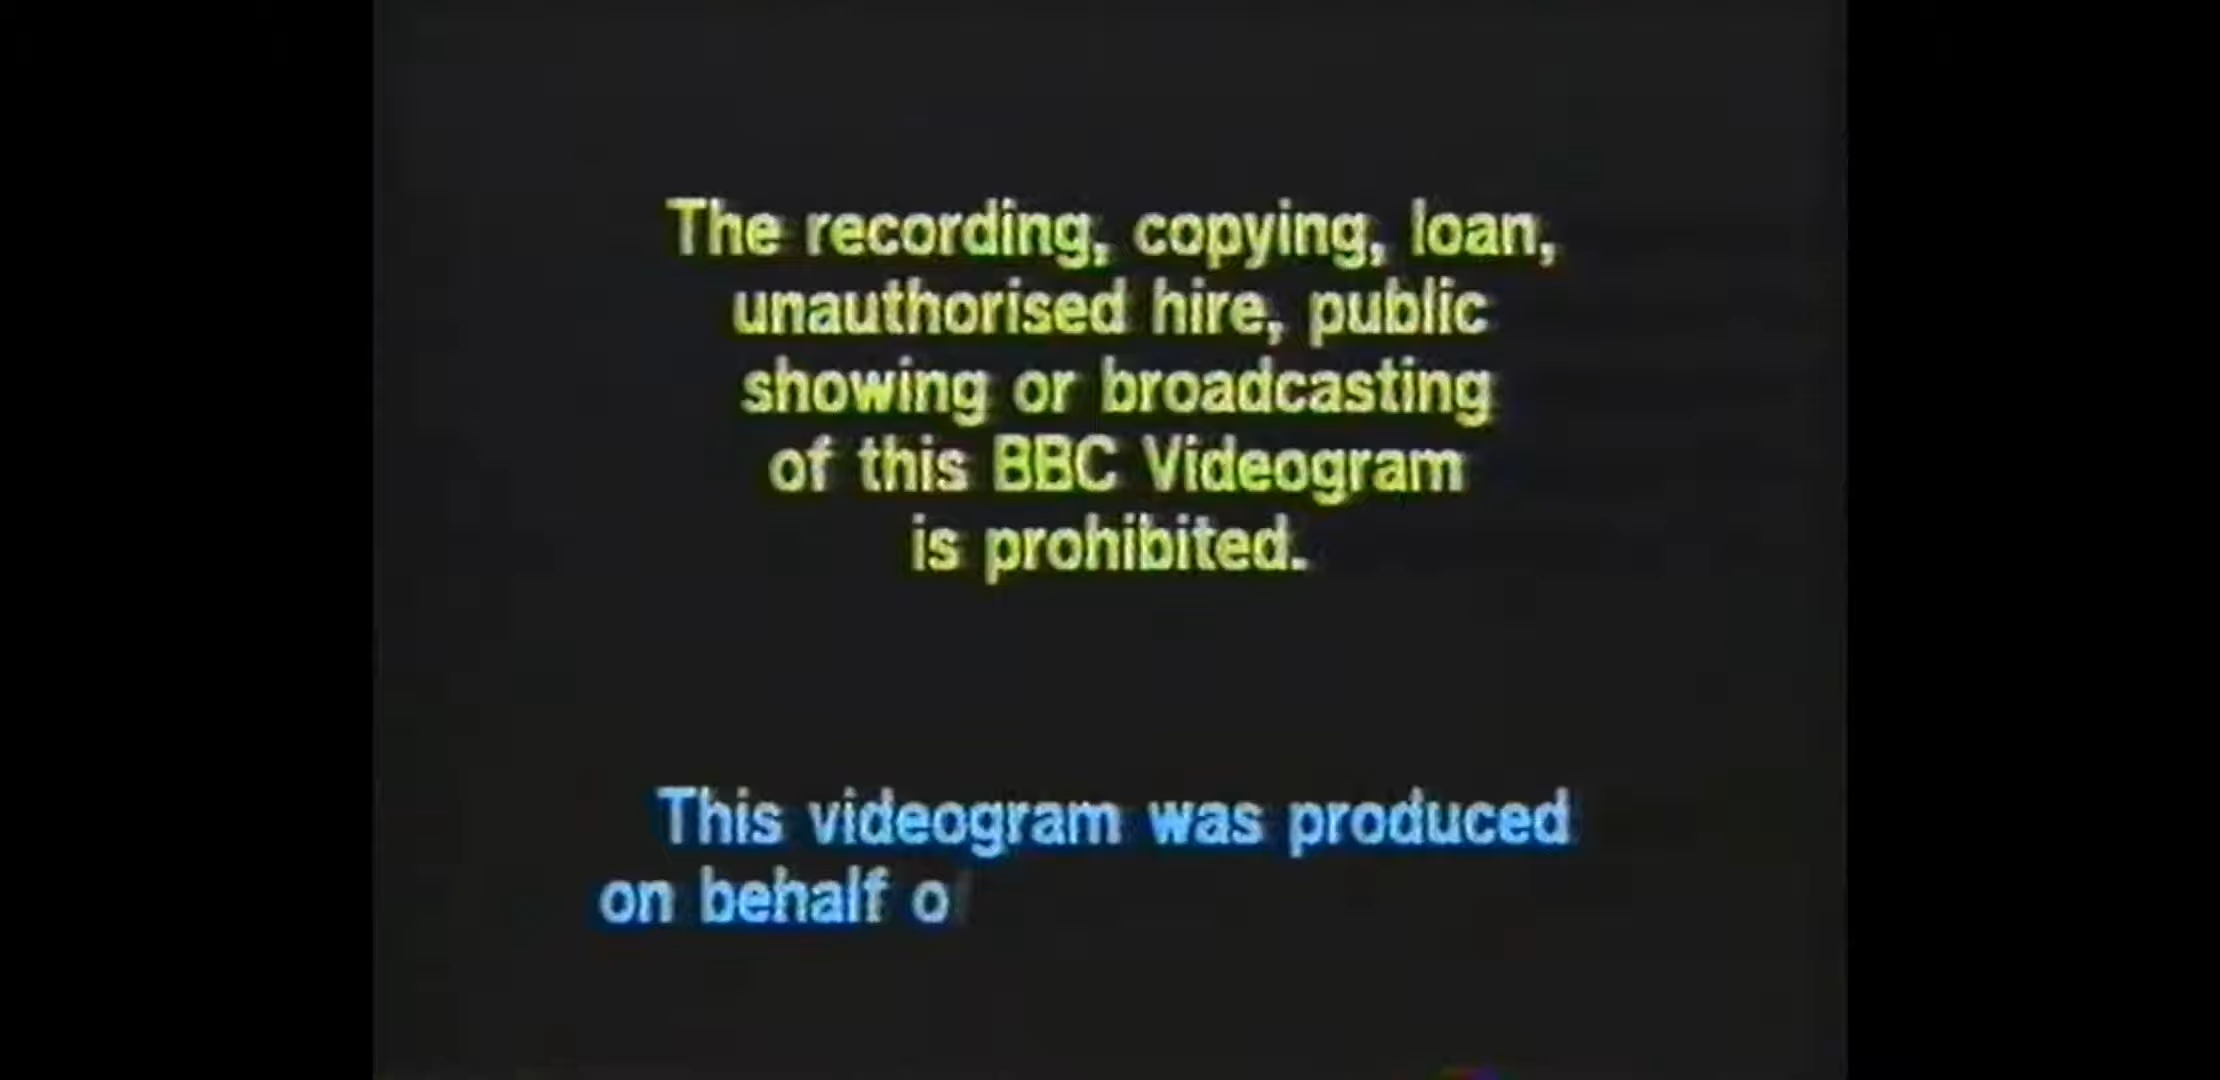 The recording, copying, loan,
unauthorised hire, public
showing or broadcasting
of this BBC Videogram
is prohibited.
This videogram was produced
on behalf o